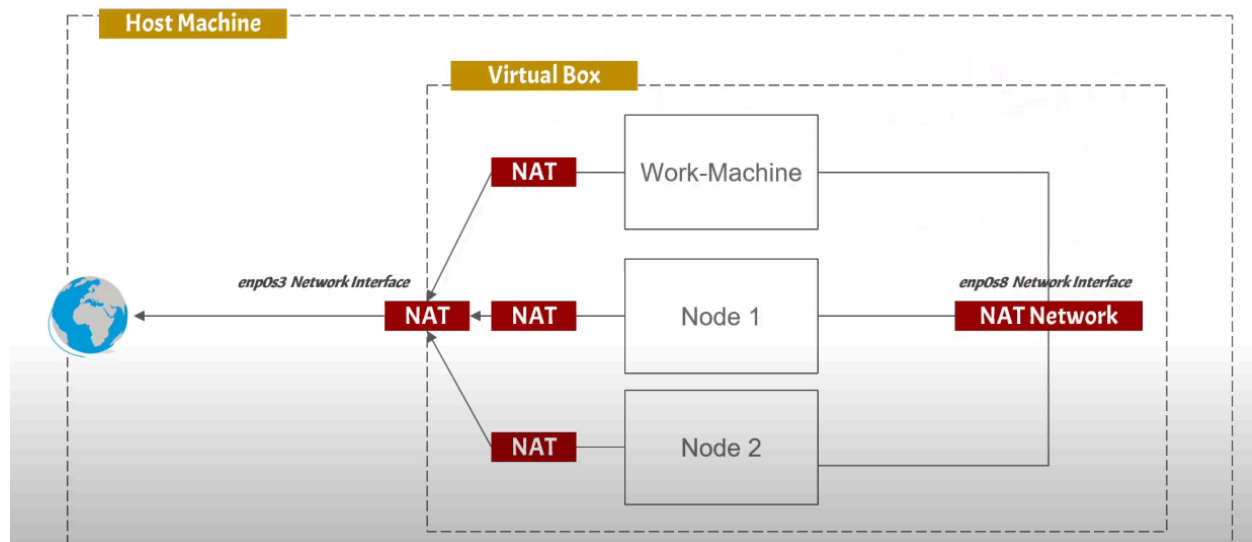 Host Machine
Virtual Box
NAT
Work-Machine
enp0s3 Network Interface
enp0s8 Network Interface
NAT
NAT
Node 1
NAT Network
NAT
Node 2